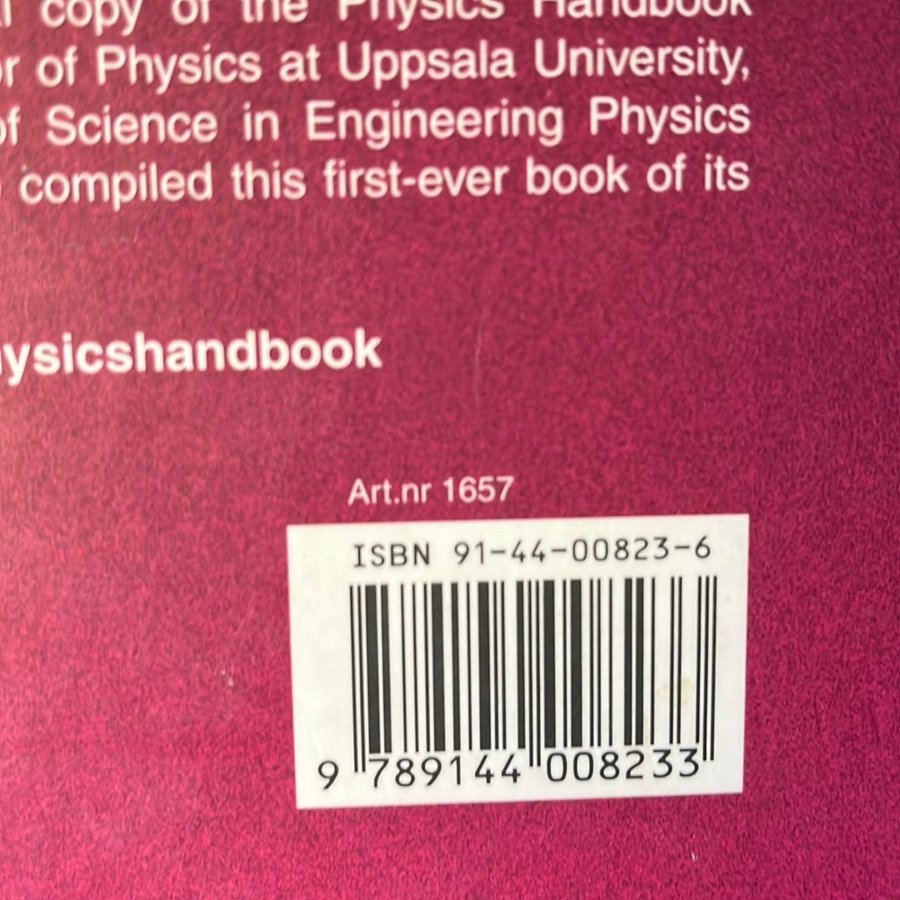 copy of the Physics Handbook
of Physics at Uppsala University,
of Science in Engineering Physics
compiled this first-ever book of its
ysicshandbook
Art.nr 1657
ISBN 91-44-00823-6
9 789144 008233